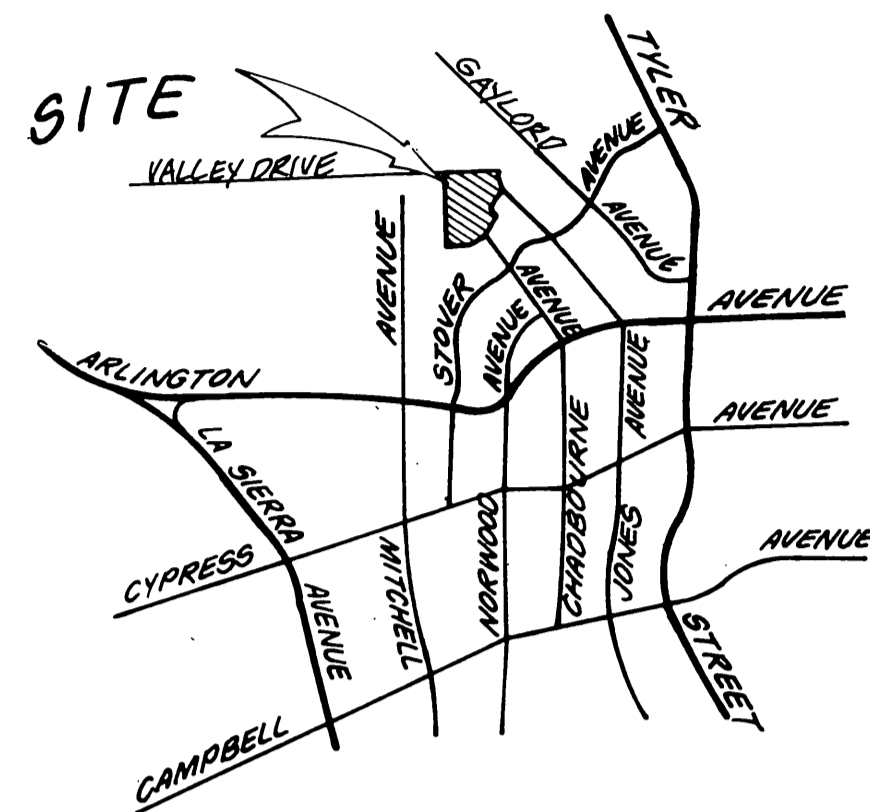 SITE
VALLEY DRIVE
GAYLORD
AVENUE
TYLER
STREET
AVENUE
AVENUE
STOVER
AVENUE
AVENUE
AVENUE
AVENUE
ARLINGTON
AVENUE
LA SIERRA
AVENUE
CYPRESS
AVENUE
MITCHELL
NORWOOD
CHADBOURNE
JONES
AVENUE
CAMPBELL